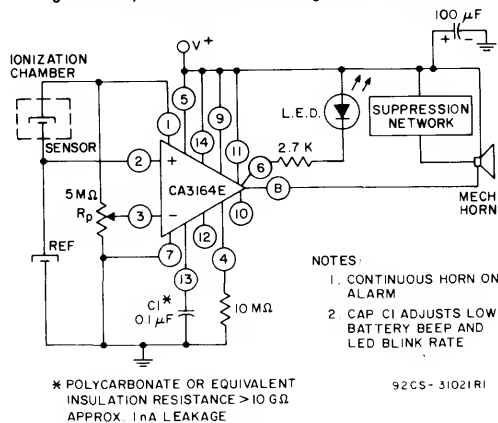 100 µF
+ -
V+
IONIZATION
CHAMBER
SENSOR
5
1
14
9
11
L.E.D.
SUPPRESSION
NETWORK
2
+
6
2.7 K
5MΩ
Rp
3
-
CA3164E
8
10
MECH
HORN
REF
7
12
4
13
C1*
0.1 µF
10 MΩ
NOTES:
1. CONTINUOUS HORN ON
ALARM
2. CAP C1 ADJUSTS LOW
BATTERY BEEP AND
LED BLINK RATE
* POLYCARBONATE OR EQUIVALENT
INSULATION RESISTANCE > 10 GΩ
APPROX. 1nA LEAKAGE
92CS-31021R1